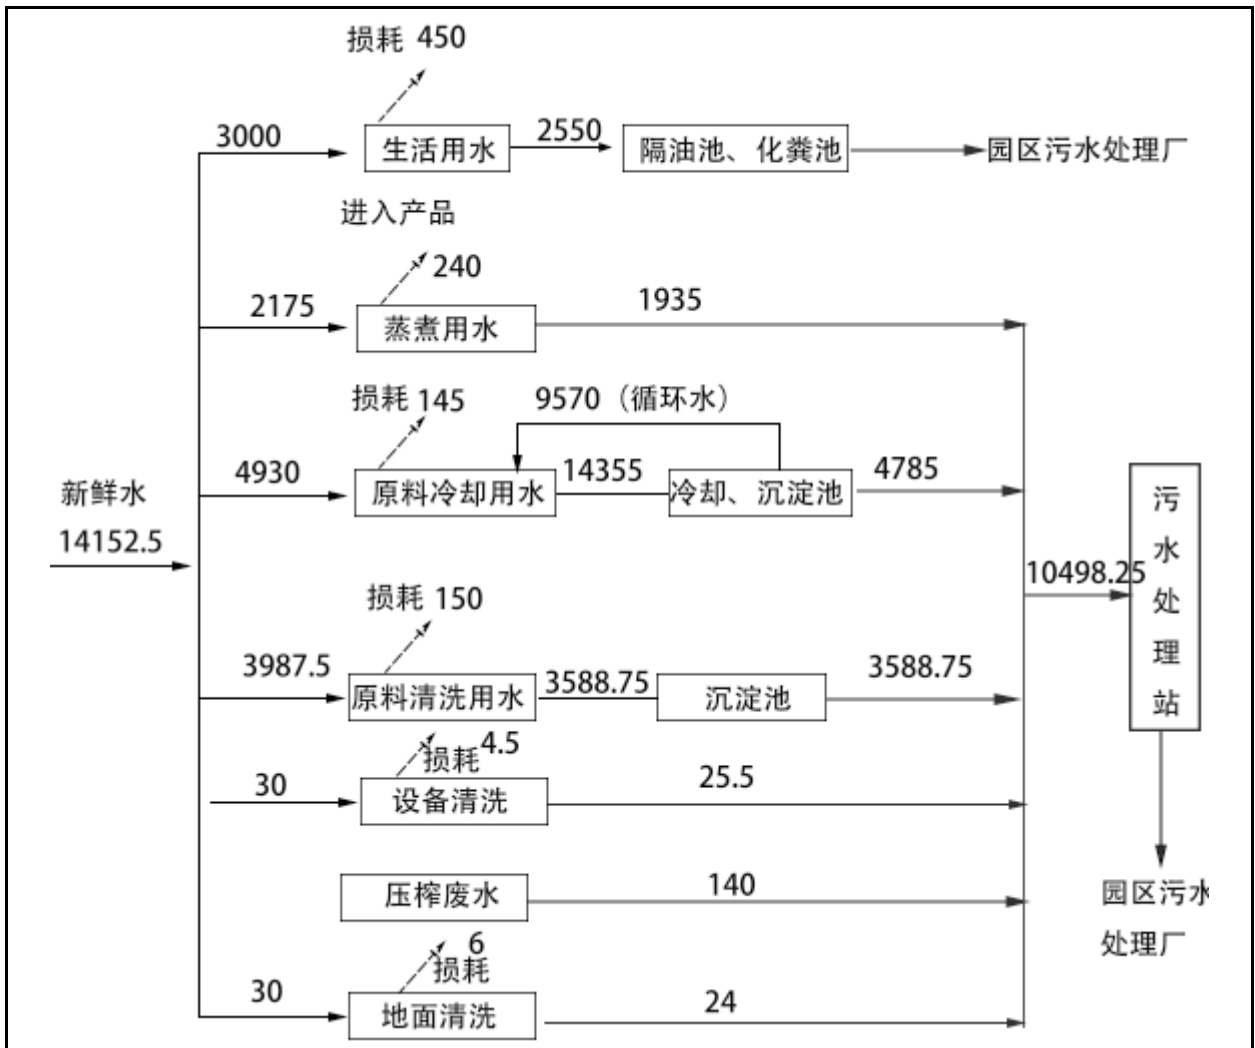 损耗 450
3000
生活用水
2550
隔油池、化粪池
园区污水处理厂
进入产品
240
2175
蒸煮用水
1935
损耗 145
9570（循环水）
4930
原料冷却用水
14355
冷却、沉淀池
4785
新鲜水
14152.5
污水处理站
10498.25
损耗 150
3987.5
原料清洗用水
3588.75
沉淀池
3588.75
损耗 4.5
30
设备清洗
25.5
压榨废水
140
园区污水
处理厂
6
损耗
30
地面清洗
24